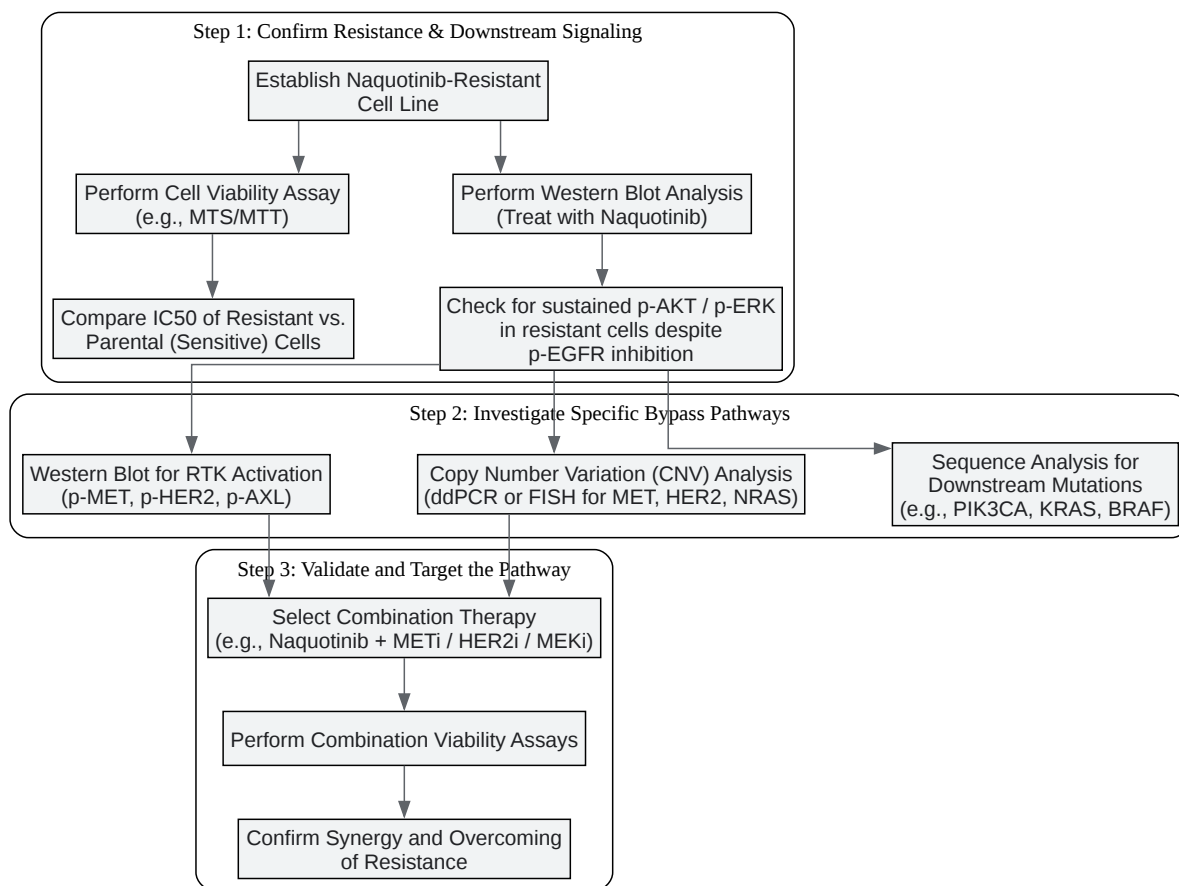 Step 1: Confirm Resistance & Downstream Signaling
Establish Naquotinib-Resistant
Cell Line
Perform Cell Viability Assay
(e.g., MTS/MTT)
Perform Western Blot Analysis
(Treat with Naquotinib)
Compare IC50 of Resistant vs.
Parental (Sensitive) Cells
Check for sustained p-AKT / p-ERK
in resistant cells despite
p-EGFR inhibition
Step 2: Investigate Specific Bypass Pathways
Western Blot for RTK Activation
(p-MET, p-HER2, p-AXL)
Copy Number Variation (CNV) Analysis
(ddPCR or FISH for MET, HER2, NRAS)
Sequence Analysis for
Downstream Mutations
(e.g., PIK3CA, KRAS, BRAF)
Step 3: Validate and Target the Pathway
Select Combination Therapy
(e.g., Naquotinib + METi / HER2i / MEKi)
Perform Combination Viability Assays
Confirm Synergy and Overcoming
of Resistance